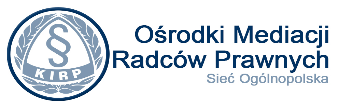 §
KIRP
Ośrodki Mediacji
Radców Prawnych
Sieć Ogólnopolska